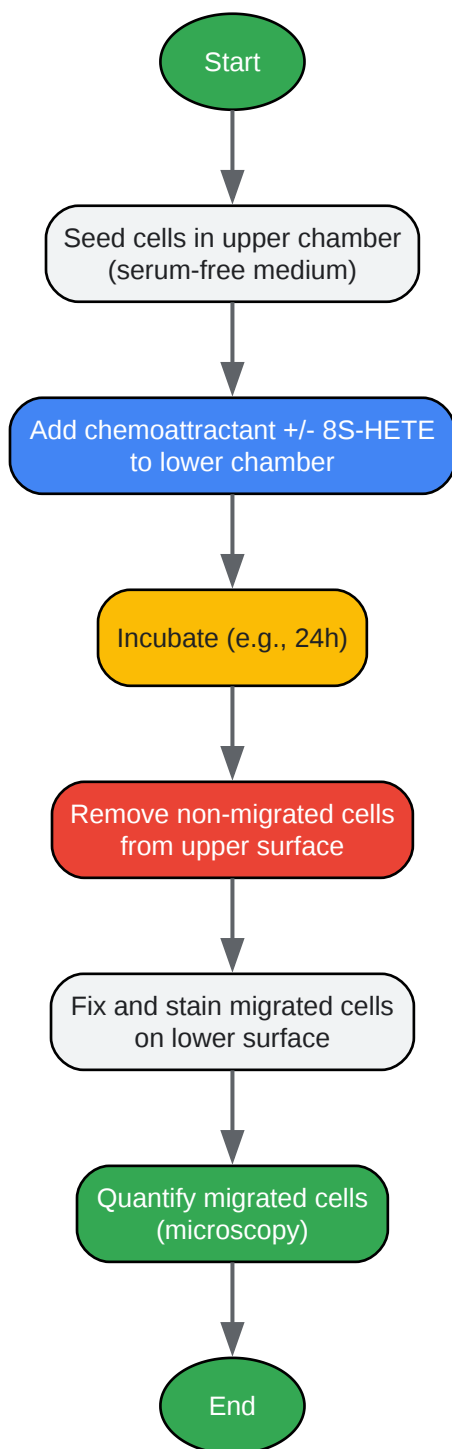 Start
Seed cells in upper chamber
(serum-free medium)
Add chemoattractant +/- 8S-HETE
to lower chamber
Incubate (e.g., 24h)
Remove non-migrated cells
from upper surface
Fix and stain migrated cells
on lower surface
Quantify migrated cells
(microscopy)
End